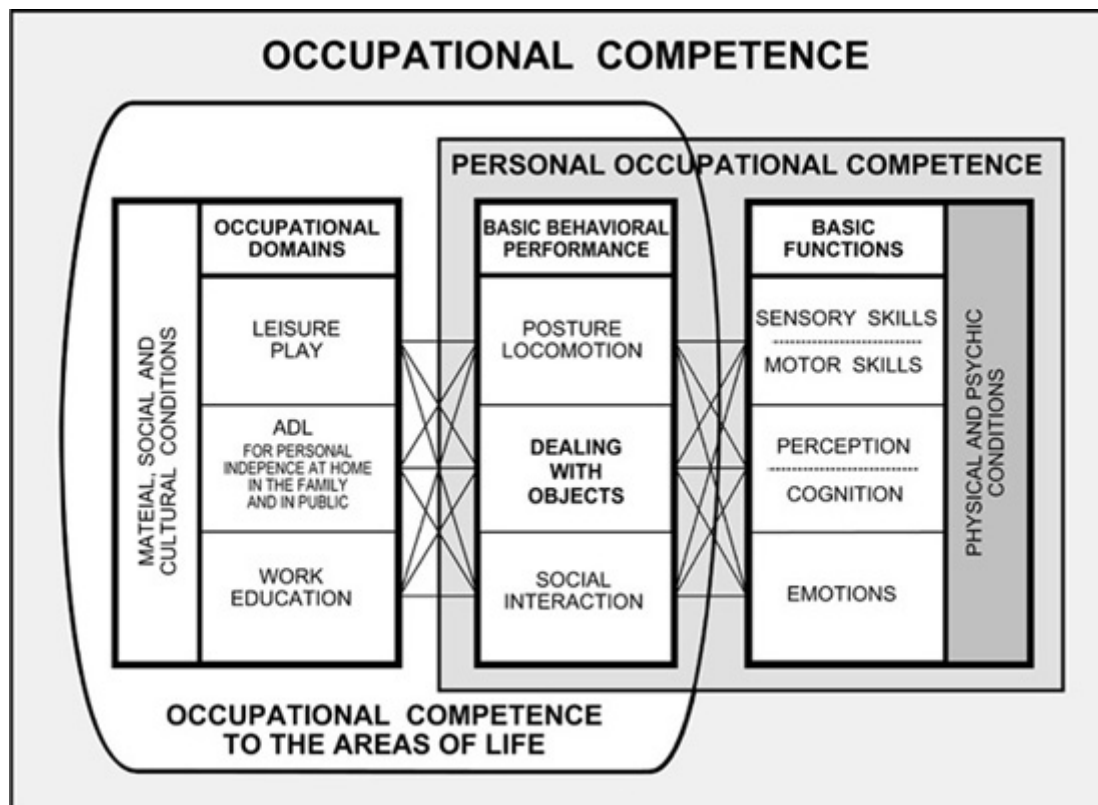 OCCUPATIONAL COMPETENCE
PERSONAL OCCUPATIONAL COMPETENCE
MATEIAL, SOCIAL AND
CULTURAL CONDITIONS
OCCUPATIONAL
DOMAINS
LEISURE
PLAY
ADL
FOR PERSONAL
INDEPENCE AT HOME
IN THE FAMILY
AND IN PUBLIC
WORK
EDUCATION
BASIC BEHAVIORAL
PERFORMANCE
POSTURE
LOCOMOTION
DEALING
WITH
OBJECTS
SOCIAL
INTERACTION
BASIC
FUNCTIONS
SENSORY SKILLS
MOTOR SKILLS
PERCEPTION
COGNITION
EMOTIONS
PHYSICAL AND PSYCHIC
CONDITIONS
OCCUPATIONAL COMPETENCE
TO THE AREAS OF LIFE